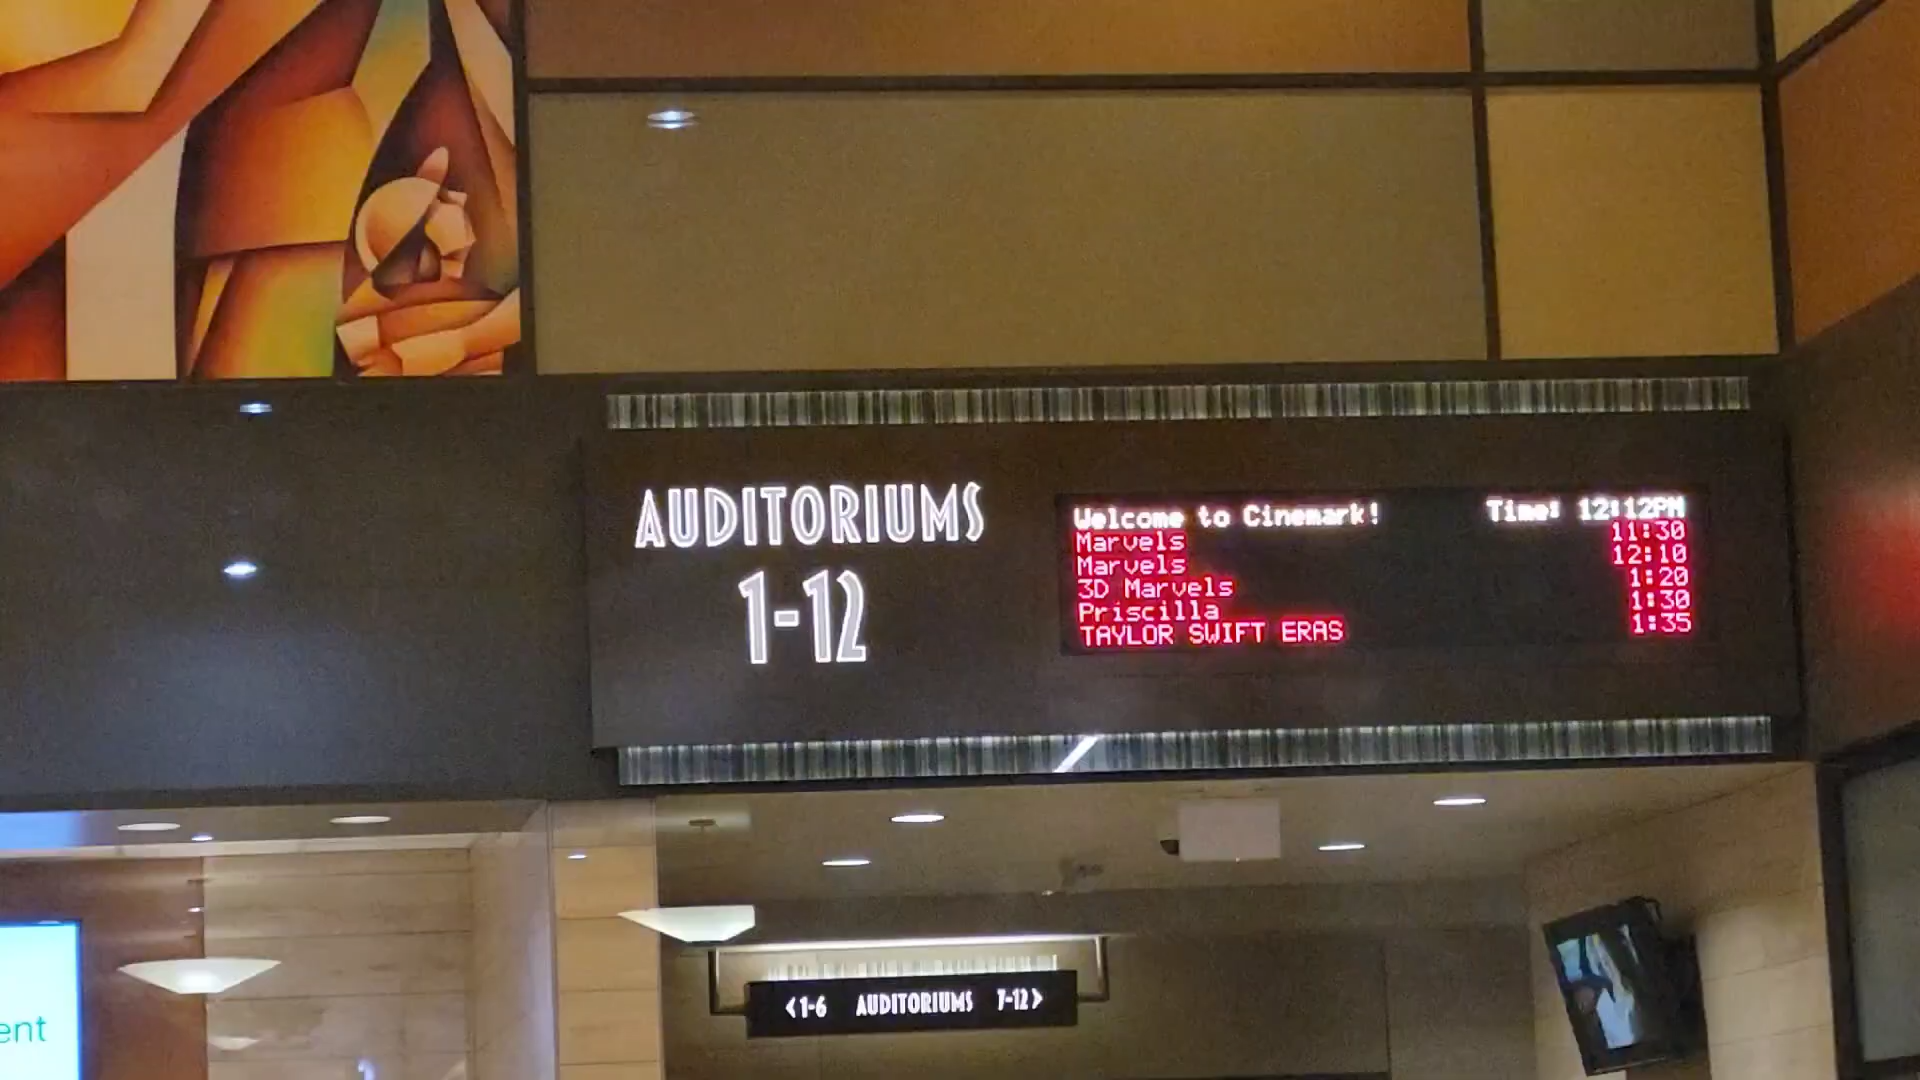 AUDITORIUMS
1-12
Welcome to Cinemark! Time: 12:12PM
Marvels 11:30
Marvels 12:10
3D Marvels 1:20
Priscilla 1:30
TAYLOR SWIFT ERAS 1:35
<1-6 AUDITORIUMS 7-12>
ent